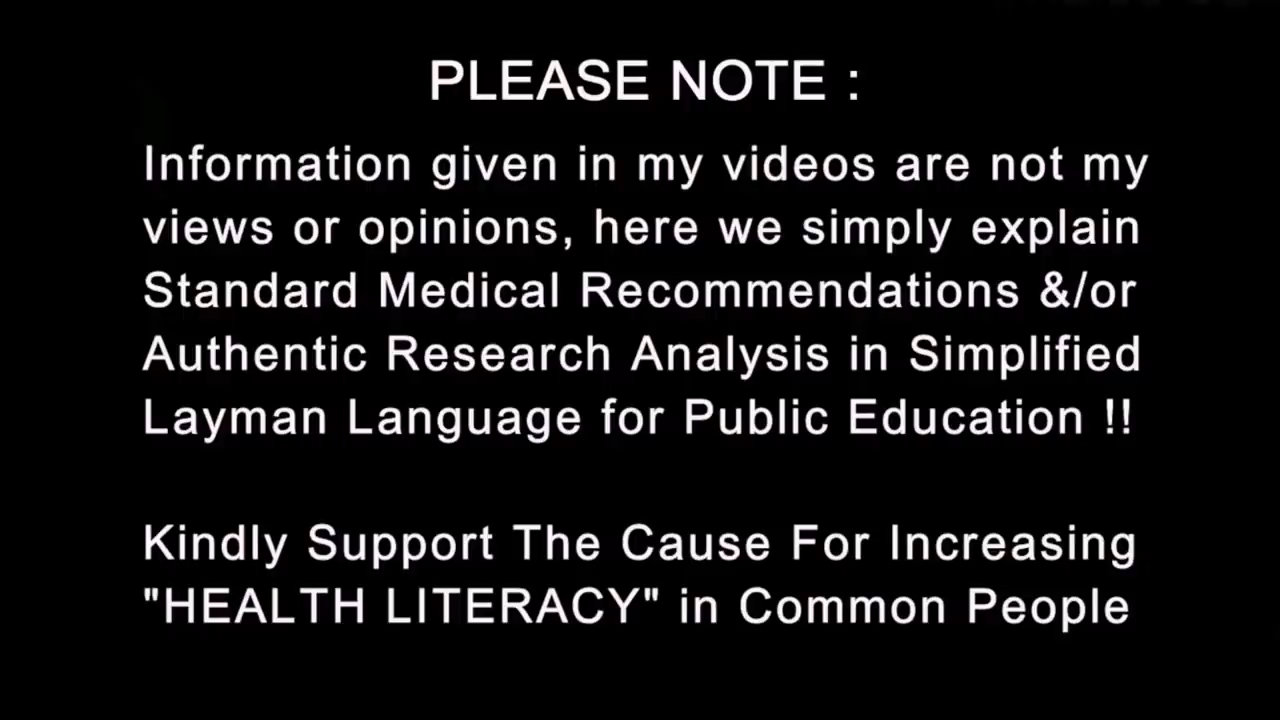 PLEASE NOTE :
Information given in my videos are not my
views or opinions, here we simply explain
Standard Medical Recommendations &/or
Authentic Research Analysis in Simplified
Layman Language for Public Education !!
Kindly Support The Cause For Increasing
"HEALTH LITERACY" in Common People